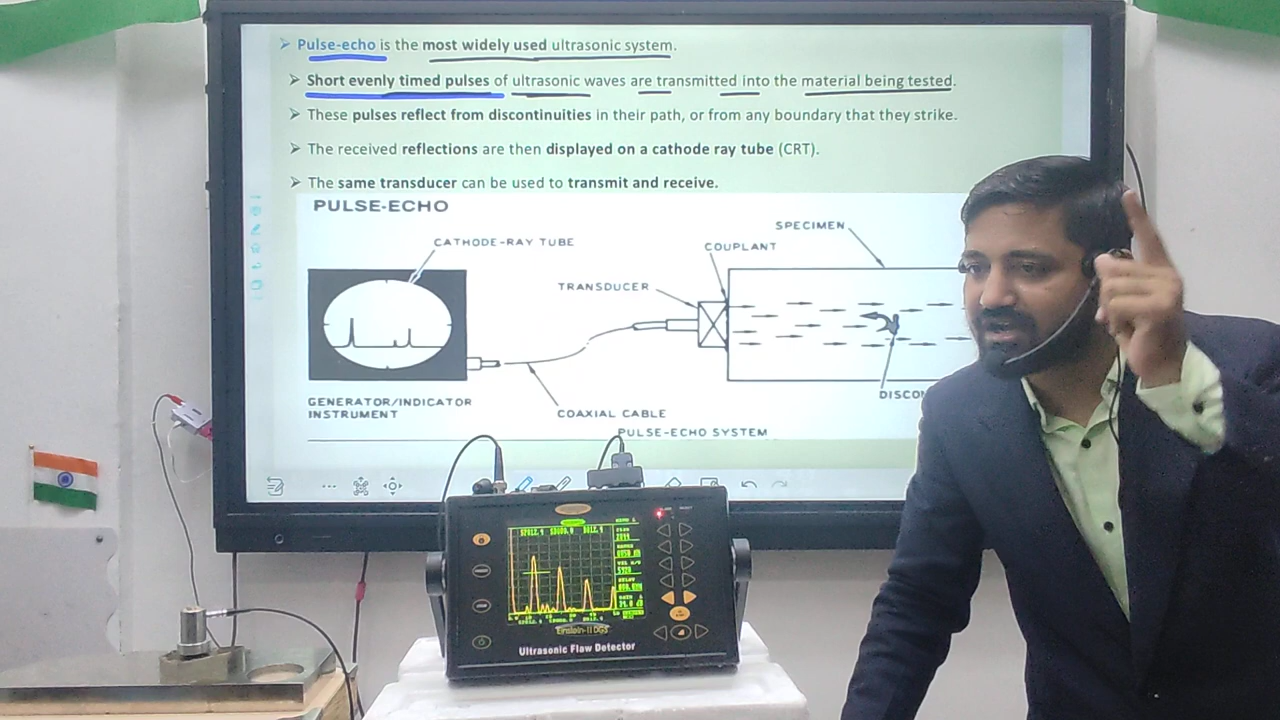 ➢ Pulse-echo is the most widely used ultrasonic system.
➢ Short evenly timed pulses of ultrasonic waves are transmitted into the material being tested.
➢ These pulses reflect from discontinuities in their path, or from any boundary that they strike.
➢ The received reflections are then displayed on a cathode ray tube (CRT).
➢ The same transducer can be used to transmit and receive.
PULSE-ECHO
SPECIMEN
CATHODE-RAY TUBE
COUPLANT
TRANSDUCER
DISCON
GENERATOR/INDICATOR
INSTRUMENT
COAXIAL CABLE
PULSE-ECHO SYSTEM
Einstein-II DGS
Ultrasonic Flaw Detector